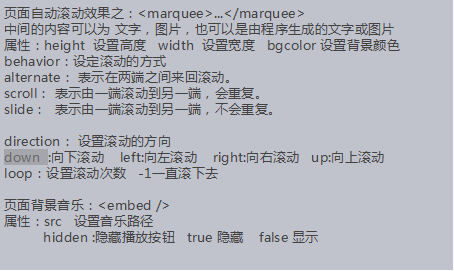 页面自动滚动效果之：<marquee>...</marquee>
中间的内容可以为 文字，图片，也可以是由程序生成的文字或图片
属性：height 设置高度 width 设置宽度 bgcolor 设置背景颜色
behavior：设定滚动的方式
alternate： 表示在两端之间来回滚动。
scroll： 表示由一端滚动到另一端，会重复。
slide： 表示由一端滚动到另一端，不会重复。
direction： 设置滚动的方向
down :向下滚动 left:向左滚动 right:向右滚动 up:向上滚动
loop：设置滚动次数 -1一直滚下去
页面背景音乐：<embed />
属性：src 设置音乐路径
hidden :隐藏播放按钮 true 隐藏 false 显示